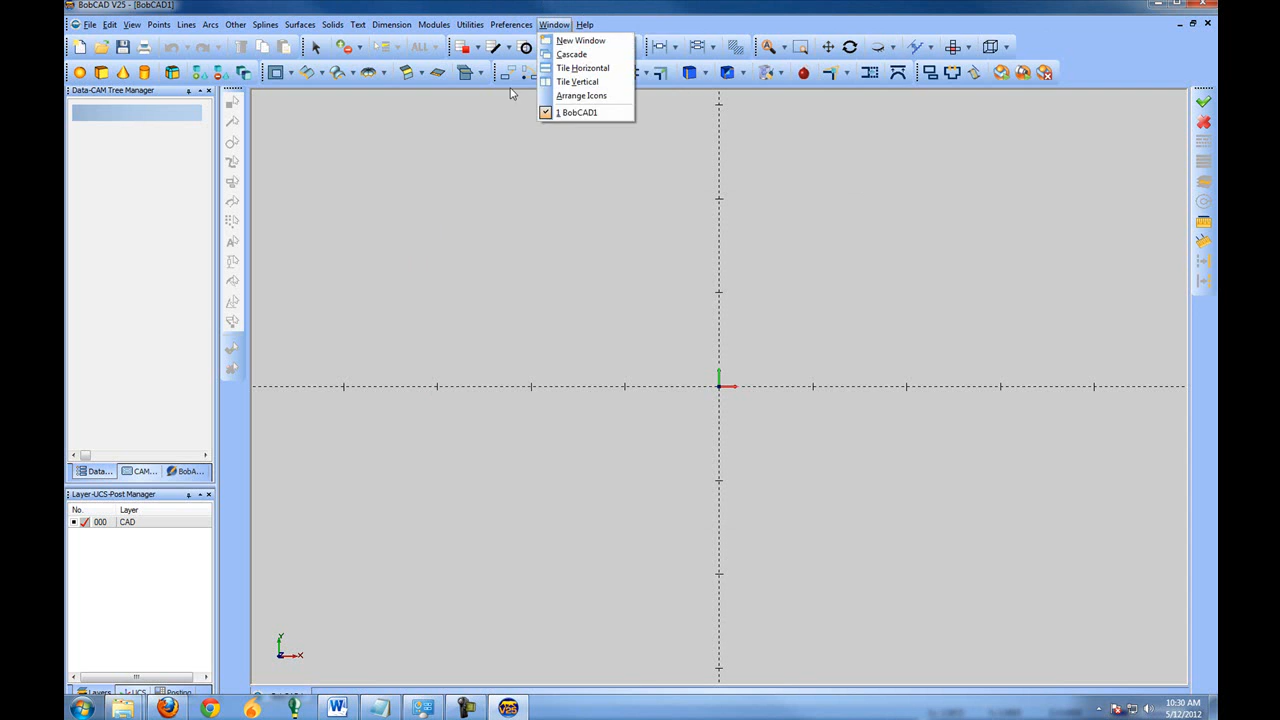 BobCAD V25 - [BobCAD1]
File Edit View Points Lines Arcs Other Splines Surfaces Solids Text Dimension Modules Utilities Preferences Window Help
New Window
Cascade
Tile Horizontal
Tile Vertical
Arrange Icons
1 BobCAD1
ALL
Data-CAM Tree Manager
Data... CAM... BobA...
Layer-UCS-Post Manager
No. Layer
000 CAD
Layers UCS Posting
Y
X
Z
10:30 AM
5/12/2012